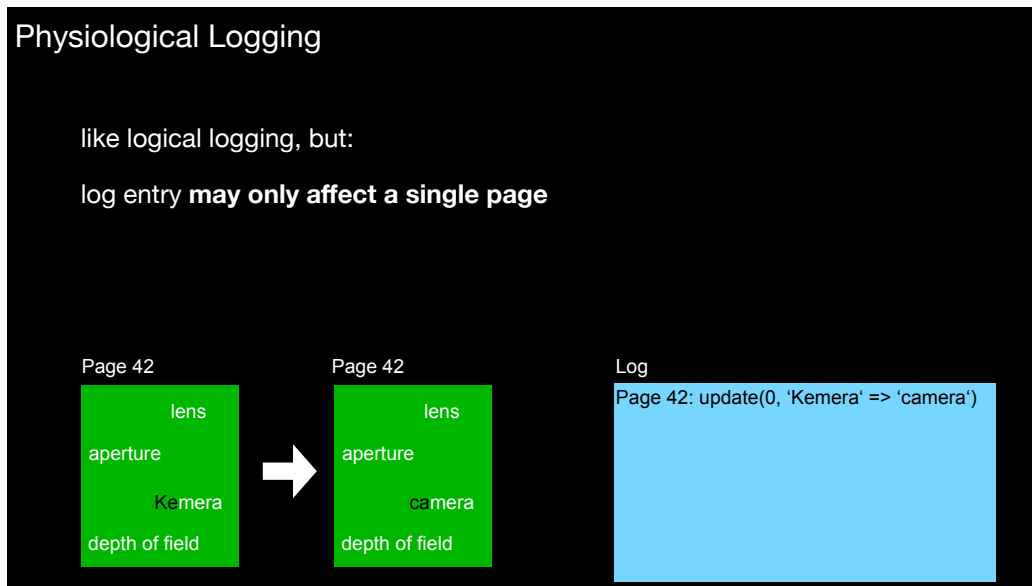 Physiological Logging
like logical logging, but:
log entry may only affect a single page
Page 42
lens
aperture
Kemera
depth of field
Page 42
lens
aperture
camera
depth of field
Log
Page 42: update(0, ‘Kemera‘ => ‘camera‘)